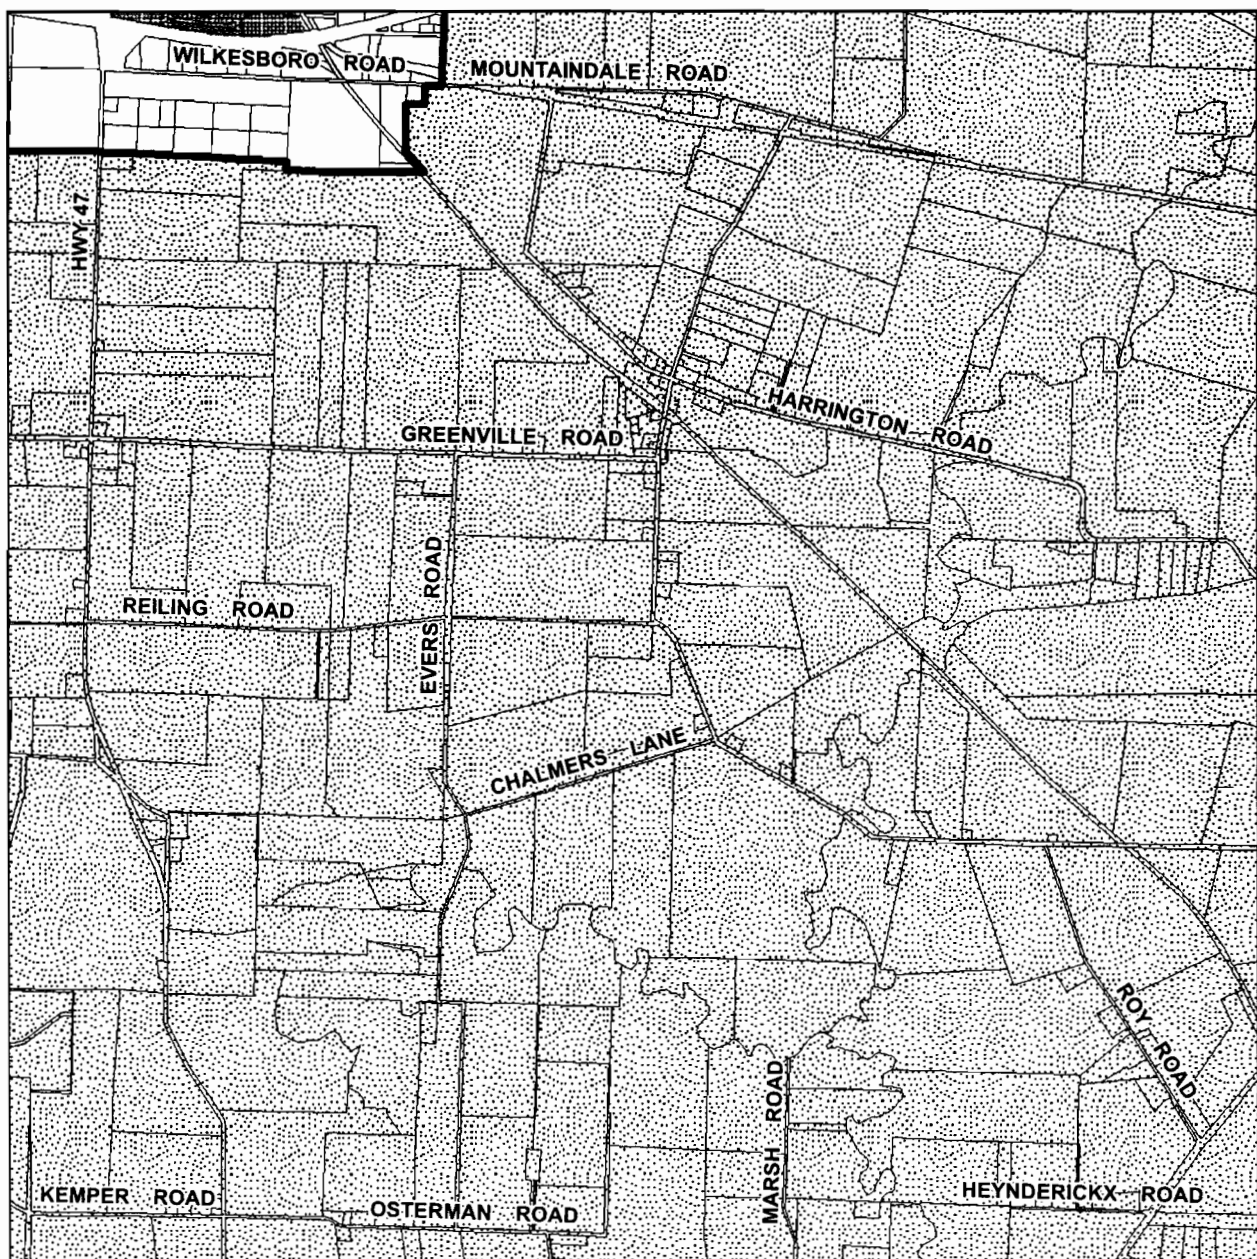 WILKESBORO ROAD
MOUNTAINDALE ROAD
HWY 47
HARRINGTON ROAD
GREENVILLE ROAD
EVERS ROAD
REILING ROAD
CHALMERS LANE
ROY ROAD
MARSH ROAD
KEMPER ROAD
OSTERMAN ROAD
HEYNDERICKX ROAD